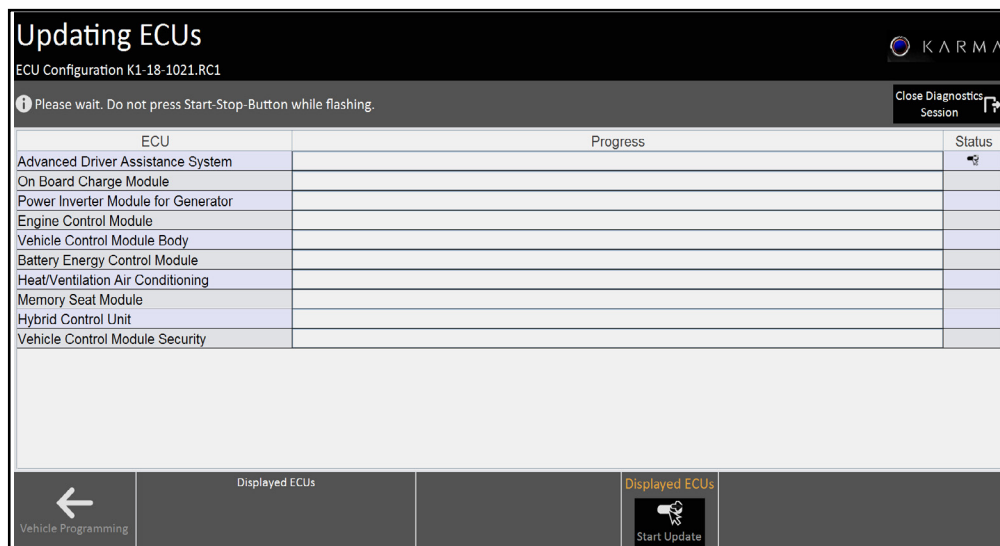 Updating ECUs
KARMA
ECU Configuration K1-18-1021.RC1
Please wait. Do not press Start-Stop-Button while flashing.
Close Diagnostics
Session
ECU Progress Status
Advanced Driver Assistance System
On Board Charge Module
Power Inverter Module for Generator
Engine Control Module
Vehicle Control Module Body
Battery Energy Control Module
Heat/Ventilation Air Conditioning
Memory Seat Module
Hybrid Control Unit
Vehicle Control Module Security
Vehicle Programming
Displayed ECUs
Displayed ECUs
Start Update